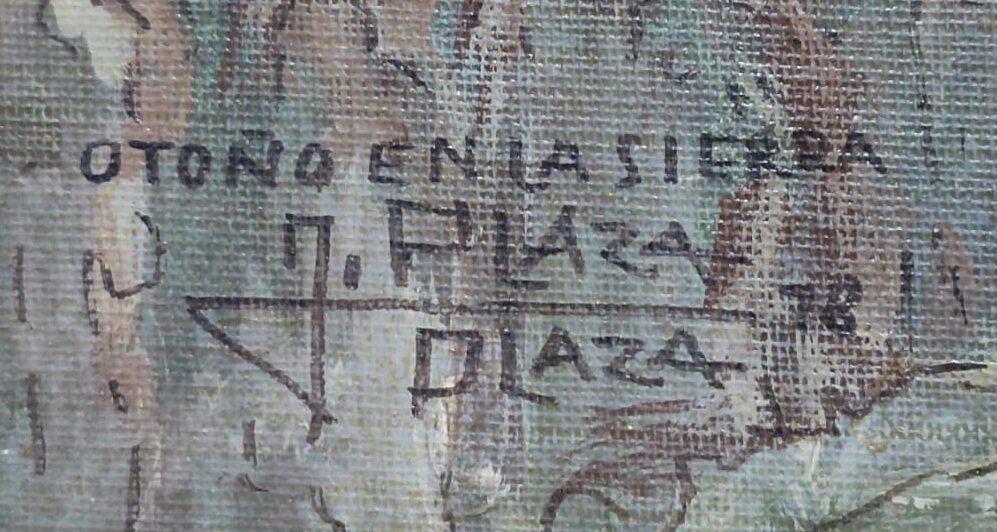 OTOÑO EN LA SIERRA
J. PLAZA
PLAZA 78